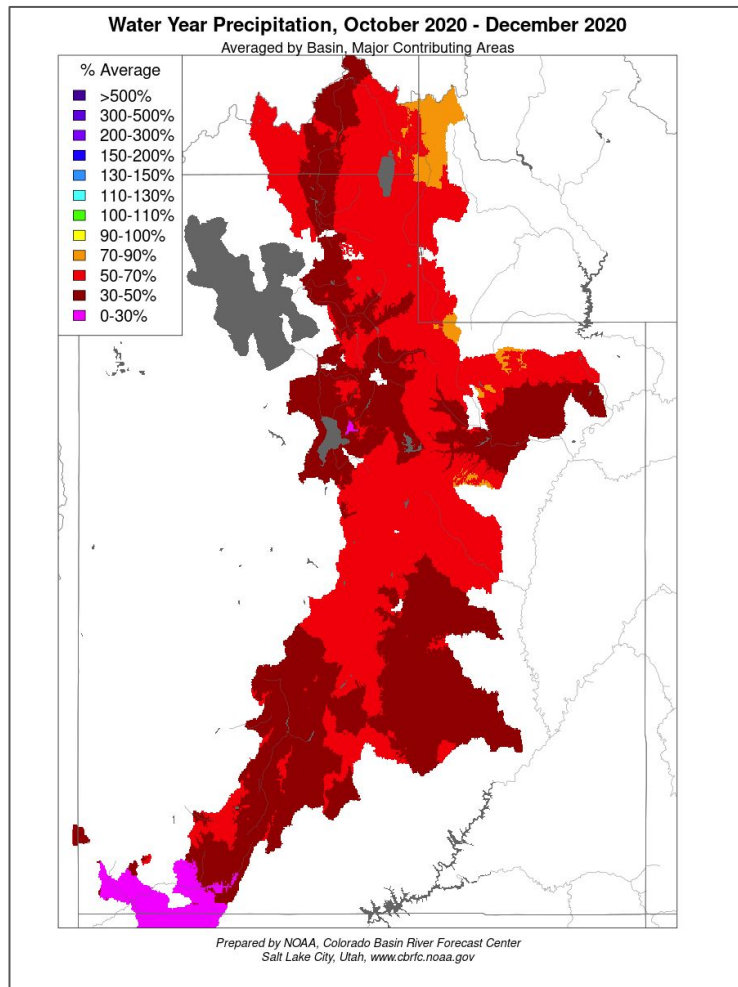 Water Year Precipitation, October 2020 - December 2020
Averaged by Basin, Major Contributing Areas
% Average
>500%
300-500%
200-300%
150-200%
130-150%
110-130%
100-110%
90-100%
70-90%
50-70%
30-50%
0-30%
Prepared by NOAA, Colorado Basin River Forecast Center
Salt Lake City, Utah, www.cbrfc.noaa.gov